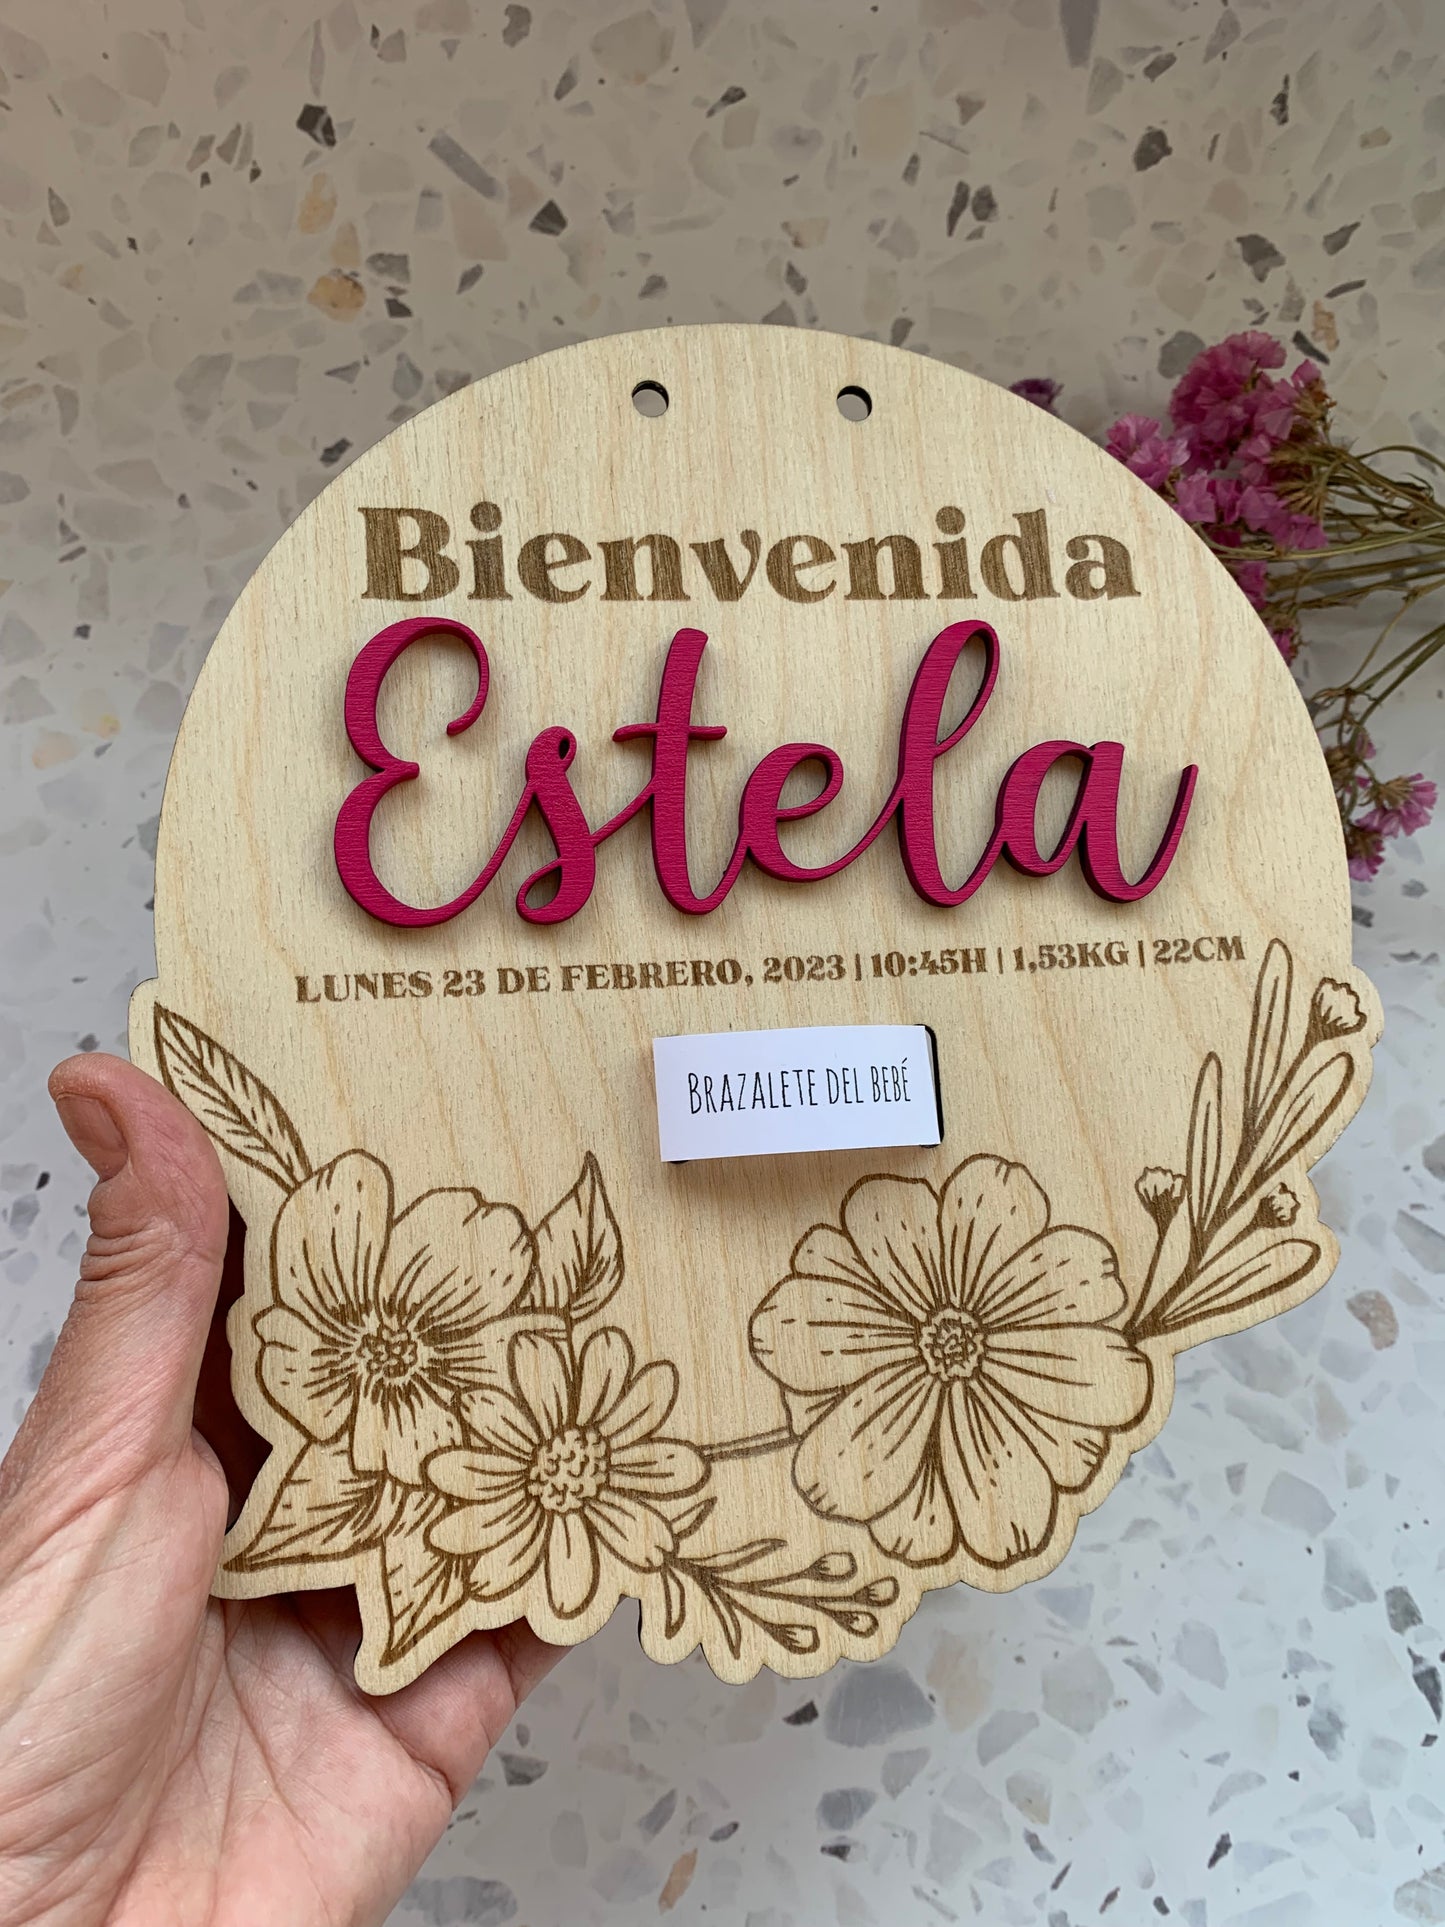 Bienvenida
Estela
LUNES 23 DE FEBRERO, 2023 | 10:45H | 1,53KG | 22CM
BRAZALETE DEL BEBÉ